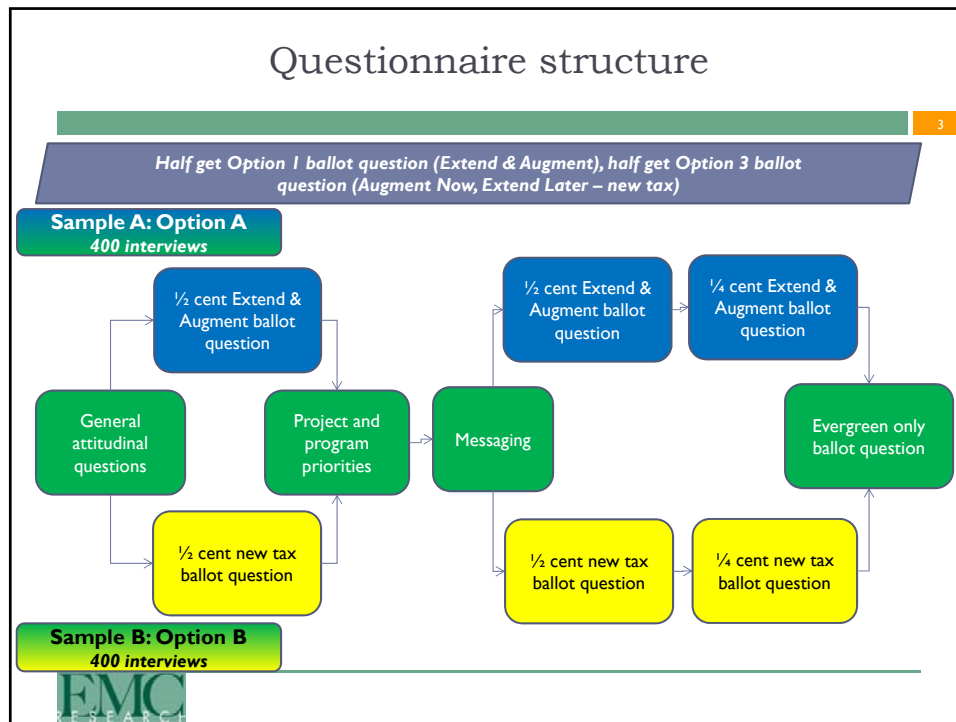 Questionnaire structure
3
Half get Option 1 ballot question (Extend & Augment), half get Option 3 ballot
question (Augment Now, Extend Later – new tax)
Sample A: Option A
400 interviews
½ cent Extend &
Augment ballot
question
½ cent Extend &
Augment ballot
question
¼ cent Extend &
Augment ballot
question
General
attitudinal
questions
Project and
program
priorities
Messaging
Evergreen only
ballot question
½ cent new tax
ballot question
½ cent new tax
ballot question
¼ cent new tax
ballot question
Sample B: Option B
400 interviews
EMC
RESEARCH